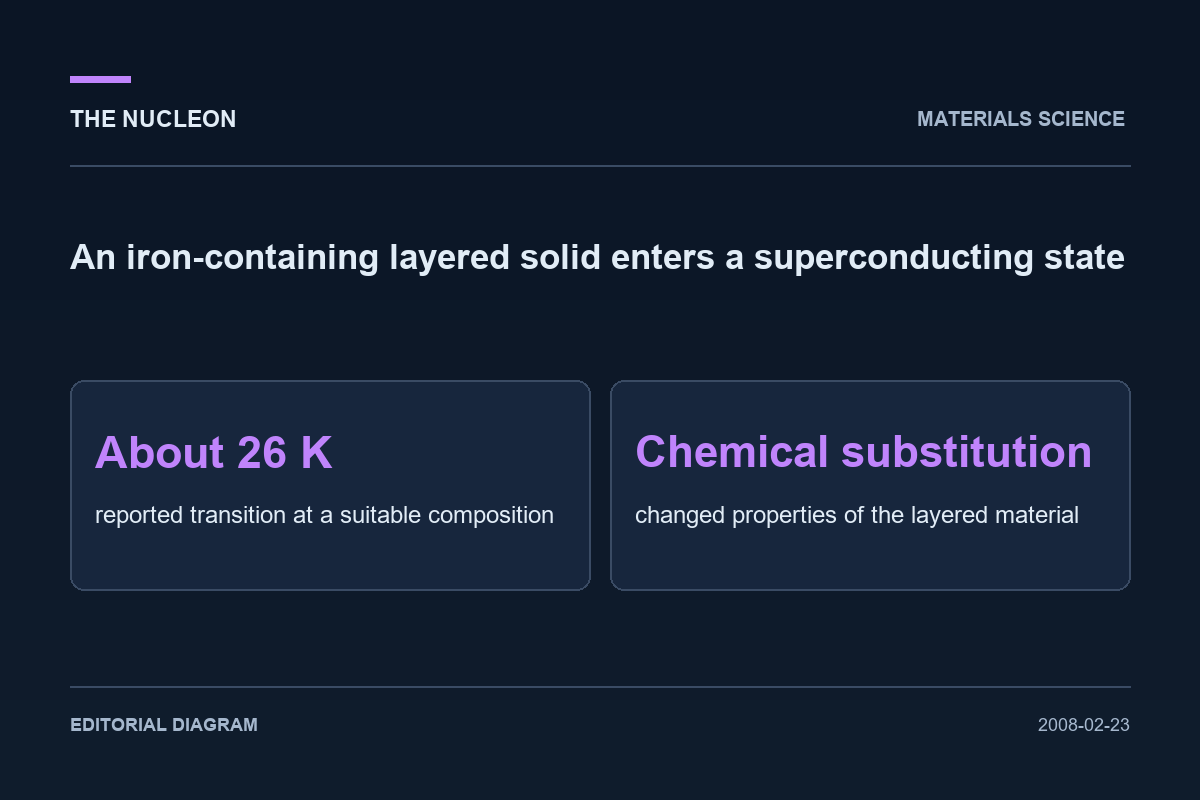 THE NUCLEON
MATERIALS SCIENCE
An iron-containing layered solid enters a superconducting state
About 26 K
reported transition at a suitable composition
Chemical substitution
changed properties of the layered material
EDITORIAL DIAGRAM
2008-02-23